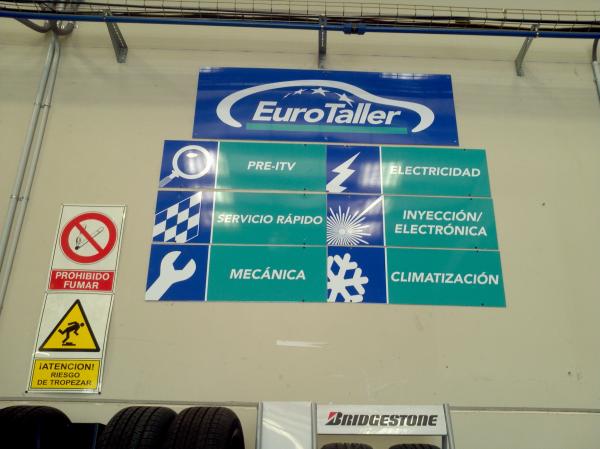 EuroTaller
PRE-ITV
ELECTRICIDAD
SERVICIO RÁPIDO
INYECCIÓN/
ELECTRÓNICA
MECÁNICA
CLIMATIZACIÓN
PROHIBIDO
FUMAR
¡ATENCION!
RIESGO
DE TROPEZAR
BRIDGESTONE